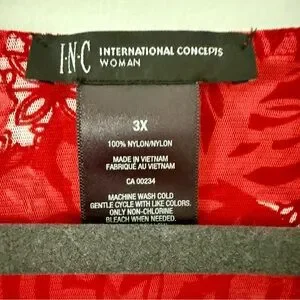 I·N·C INTERNATIONAL CONCEPTS
WOMAN
3X
100% NYLON/NYLON
MADE IN VIETNAM
FABRIQUÉ AU VIETNAM
CA 00234
MACHINE WASH COLD
GENTLE CYCLE WITH LIKE COLORS.
ONLY NON-CHLORINE
BLEACH WHEN NEEDED.